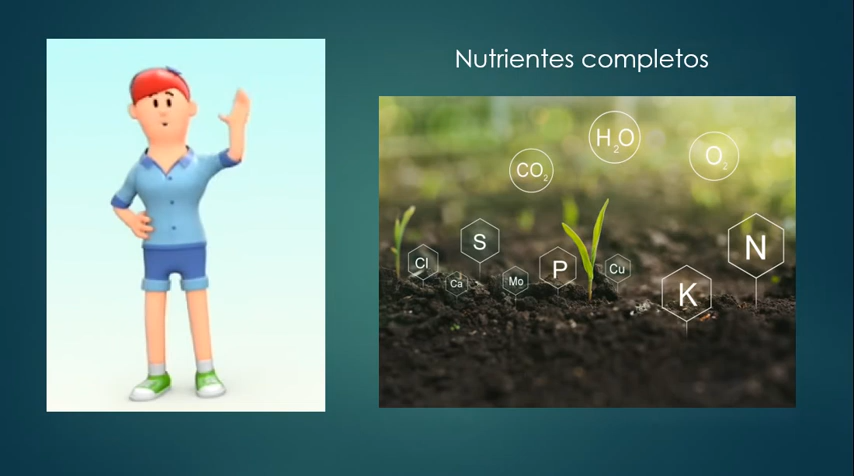 Nutrientes completos
H₂O
CO₂
O₂
S
N
Cl
Ca
Mo
P
Cu
K